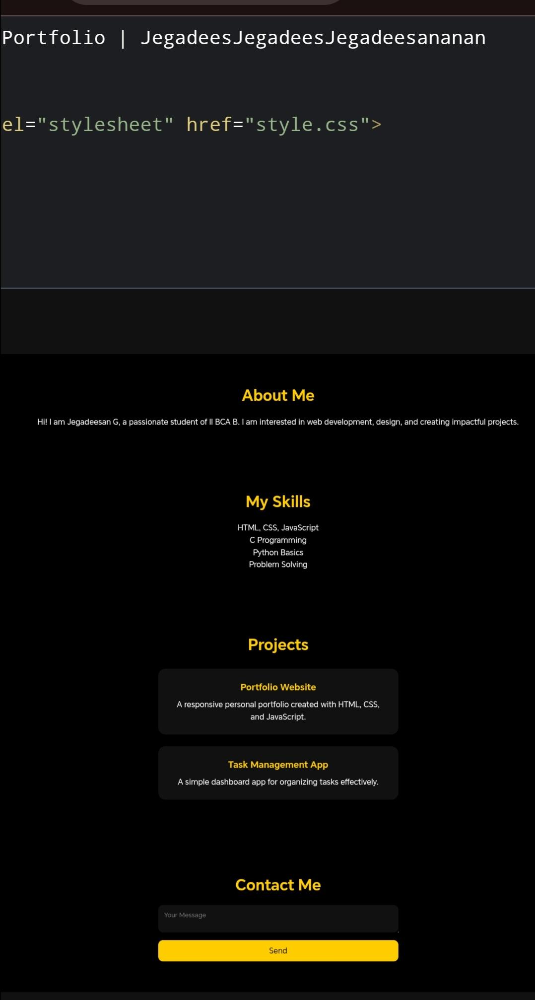 Portfolio | JegadeesJegadeesJegadeesananan
el="stylesheet" href="style.css">
About Me
Hi! I am Jegadeesan G, a passionate student of II BCA B. I am interested in web development, design, and creating impactful projects.
My Skills
HTML, CSS, JavaScript
C Programming
Python Basics
Problem Solving
Projects
Portfolio Website
A responsive personal portfolio created with HTML, CSS,
and JavaScript.
Task Management App
A simple dashboard app for organizing tasks effectively.
Contact Me
Your Message
Send